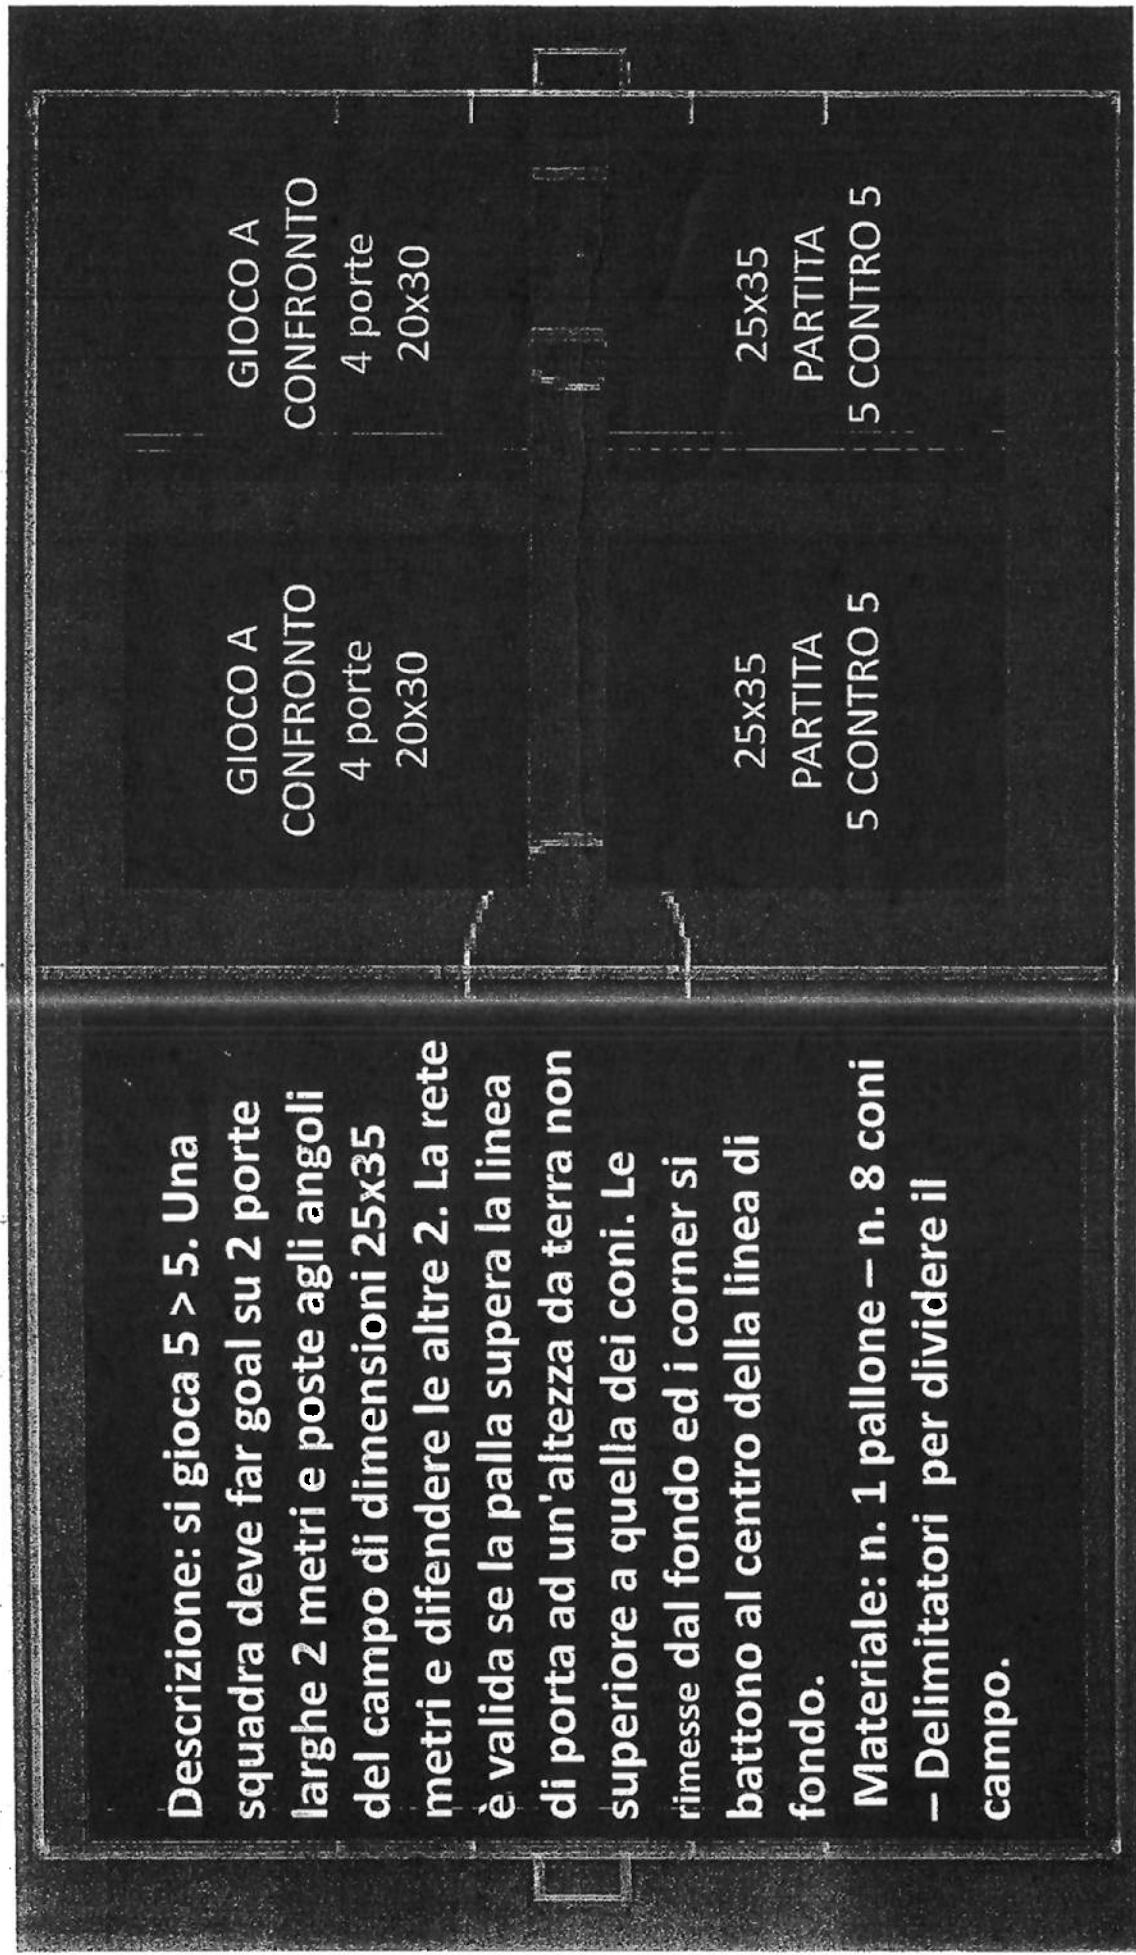 Descrizione: si gioca 5 > 5. Una
squadra deve far goal su 2 porte
larghe 2 metri e poste agli angoli
del campo di dimensioni 25x35
metri e difendere le altre 2. La rete
è valida se la palla supera la linea
di porta ad un'altezza da terra non
superiore a quella dei coni. Le
rimesse dal fondo ed i corner si
battono al centro della linea di
fondo.
Materiale: n. 1 pallone – n. 8 coni
– Delimitatori per dividere il
campo.
GIOCO A
CONFRONTO
4 porte
20x30
GIOCO A
CONFRONTO
4 porte
20x30
25x35
PARTITA
5 CONTRO 5
25x35
PARTITA
5 CONTRO 5